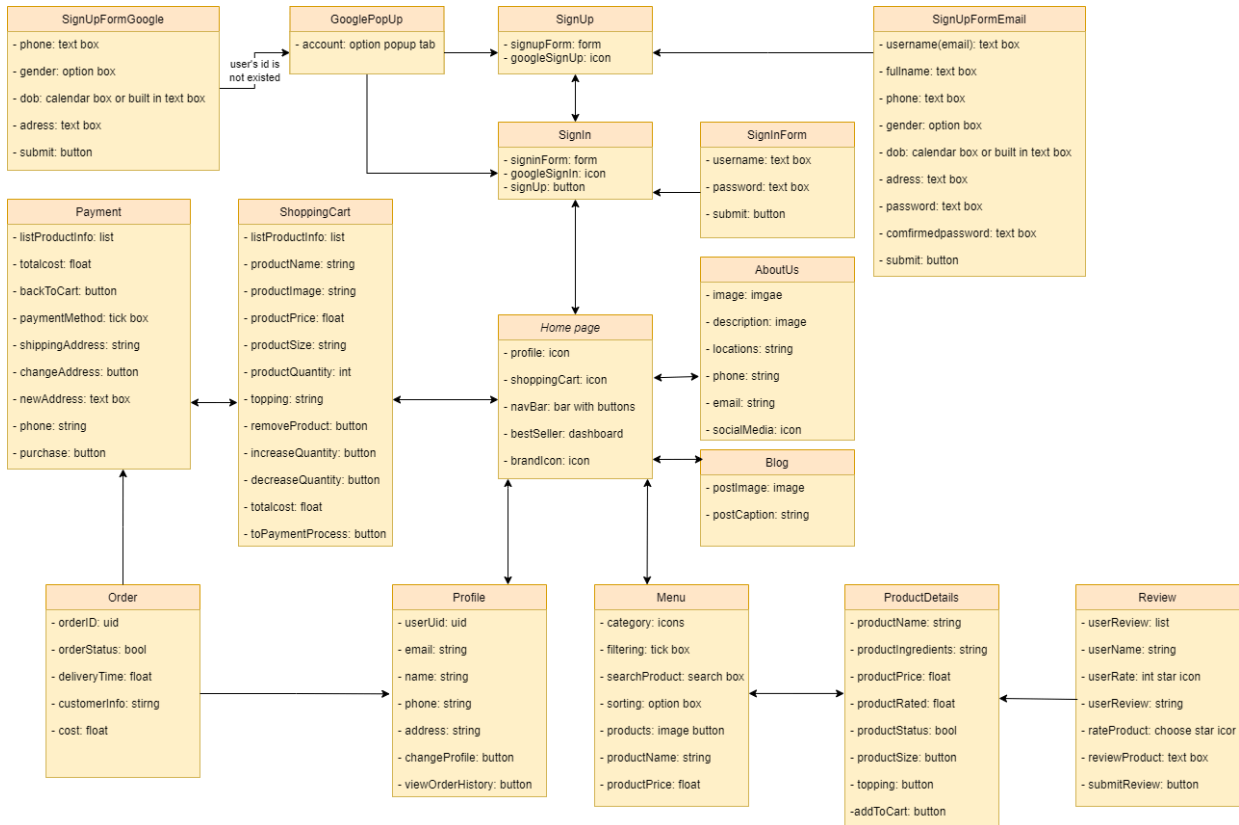 SignUpFormGoogle
- phone: text box
- gender: option box
- dob: calendar box or built in text box
- adress: text box
- submit: button
user's id is
not existed
GooglePopUp
- account: option popup tab
SignUp
- signupForm: form
- googleSignUp: icon
SignUpFormEmail
- username(email): text box
- fullname: text box
- phone: text box
- gender: option box
- dob: calendar box or built in text box
- adress: text box
- password: text box
- comfirmedpassword: text box
- submit: button
SignIn
- signinForm: form
- googleSignIn: icon
- signUp: button
SignInForm
- username: text box
- password: text box
- submit: button
Payment
- listProductInfo: list
- totalcost: float
- backToCart: button
- paymentMethod: tick box
- shippingAddress: string
- changeAddress: button
- newAddress: text box
- phone: string
- purchase: button
ShoppingCart
- listProductInfo: list
- productName: string
- productImage: string
- productPrice: float
- productSize: string
- productQuantity: int
- topping: string
- removeProduct: button
- increaseQuantity: button
- decreaseQuantity: button
- totalcost: float
- toPaymentProcess: button
Home page
- profile: icon
- shoppingCart: icon
- navBar: bar with buttons
- bestSeller: dashboard
- brandIcon: icon
AboutUs
- image: imgae
- description: image
- locations: string
- phone: string
- email: string
- socialMedia: icon
Blog
- postImage: image
- postCaption: string
Order
- orderID: uid
- orderStatus: bool
- deliveryTime: float
- customerInfo: stirng
- cost: float
Profile
- userUid: uid
- email: string
- name: string
- phone: string
- address: string
- changeProfile: button
- viewOrderHistory: button
Menu
- category: icons
- filtering: tick box
- searchProduct: search box
- sorting: option box
- products: image button
- productName: string
- productPrice: float
ProductDetails
- productName: string
- productIngredients: string
- productPrice: float
- productRated: float
- productStatus: bool
- productSize: button
- topping: button
-addToCart: button
Review
- userReview: list
- userName: string
- userRate: int star icon
- userReview: string
- rateProduct: choose star icor
- reviewProduct: text box
- submitReview: button